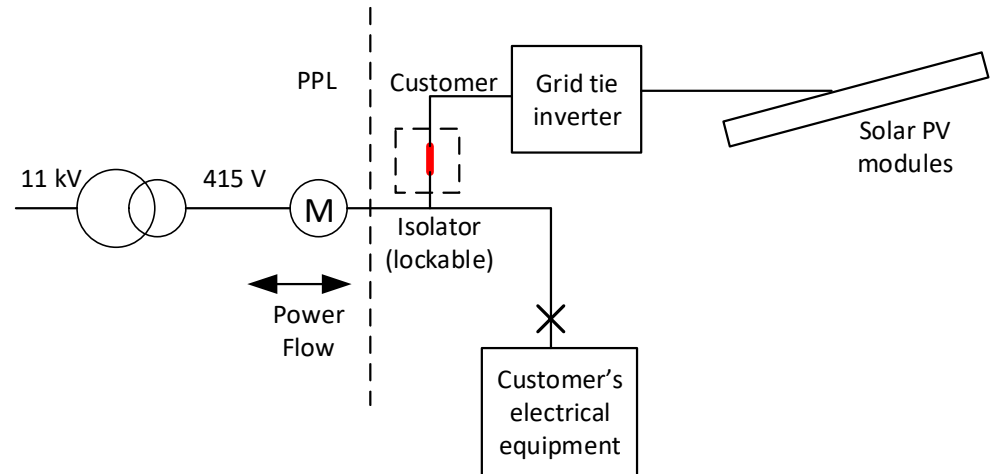 PPL
Customer
Grid tie
inverter
Solar PV
modules
11 kV
415 V
M
Isolator
(lockable)
Power
Flow
Customer's
electrical
equipment